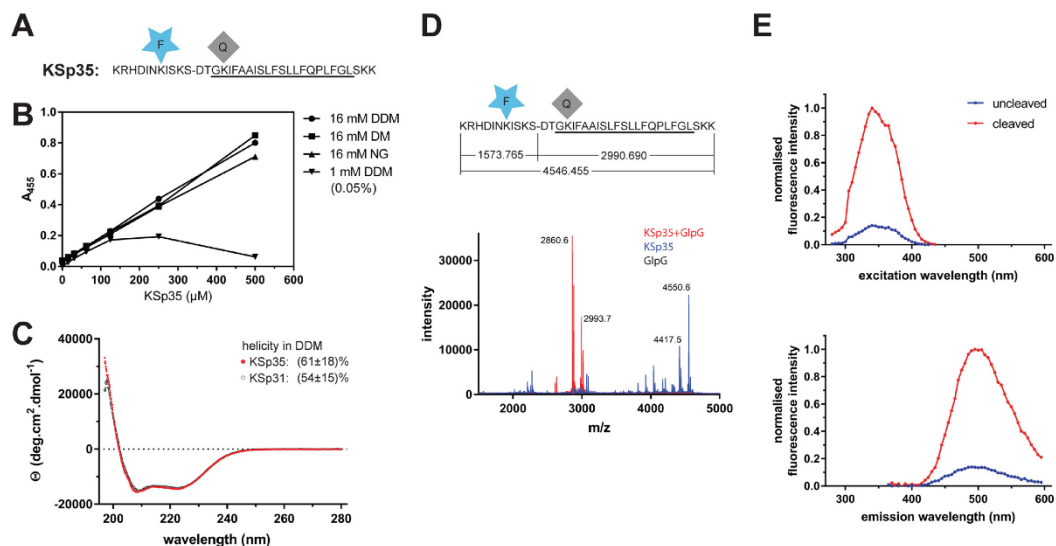 A
F
Q
KSp35: KRHDINKISKS-DTGKIFAAISLFSLLFQPLFGLSKK
B
A455
1.0
0.8
0.6
0.4
0.2
0.0
0 100 200 300 400 500 600
KSp35 (µM)
16 mM DDM
16 mM DM
16 mM NG
1 mM DDM
(0.05%)
C
Θ (deg.cm².dmol⁻¹)
40000
20000
0
-20000
200 220 240 260 280
wavelength (nm)
helicity in DDM
KSp35: (61±18)%
KSp31: (54±15)%
D
F
Q
KRHDINKISKS-DTGKIFAAISLFSLLFQPLFGLSKK
1573.765 2990.690
4546.455
intensity
30000
20000
10000
0
2000 3000 4000 5000
m/z
KSp35+GlpG
KSp35
GlpG
2860.6
2993.7
4417.5
4550.6
E
normalised
fluorescence intensity
1.0
0.8
0.6
0.4
0.2
0.0
300 400 500 600
excitation wavelength (nm)
uncleaved
cleaved
normalised
fluorescence intensity
1.0
0.8
0.6
0.4
0.2
0.0
300 400 500 600
emission wavelength (nm)